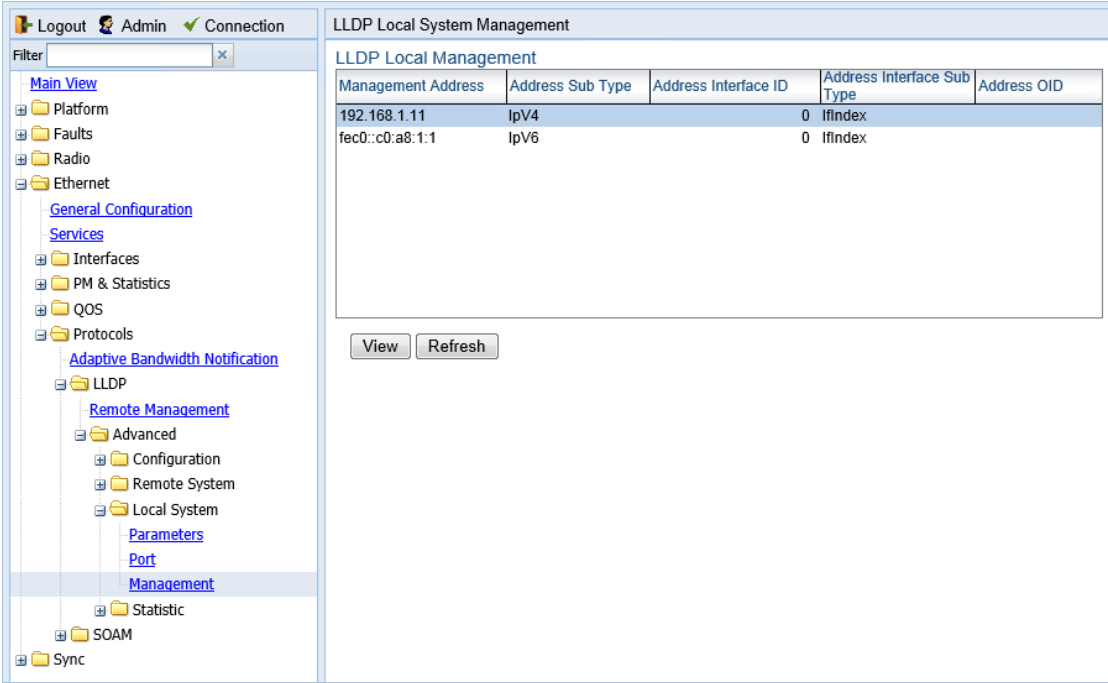 Logout Admin Connection
Filter
Main View
Platform
Faults
Radio
Ethernet
General Configuration
Services
Interfaces
PM & Statistics
QOS
Protocols
Adaptive Bandwidth Notification
LLDP
Remote Management
Advanced
Configuration
Remote System
Local System
Parameters
Port
Management
Statistic
SOAM
Sync
LLDP Local System Management
LLDP Local Management
Management Address Address Sub Type Address Interface ID Address Interface Sub Type Address OID
192.168.1.11 IpV4 0 IfIndex
fec0::c0:a8:1:1 IpV6 0 IfIndex
View Refresh